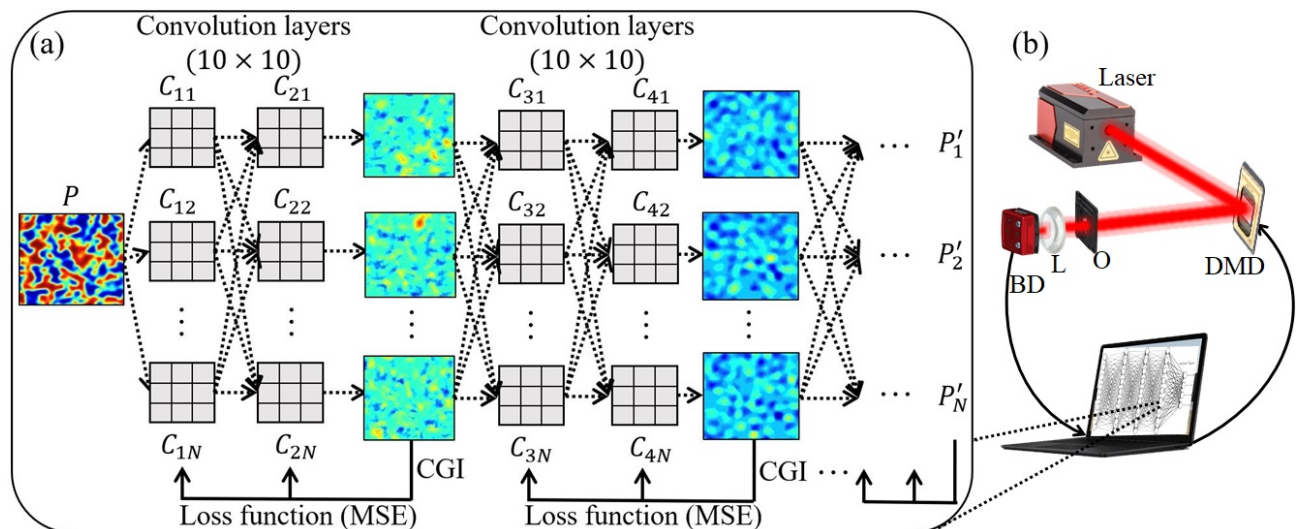 (a)
Convolution layers
(10 × 10)
Convolution layers
(10 × 10)
P
C₁₁
C₂₁
C₃₁
C₄₁
P′₁
C₁₂
C₂₂
C₃₂
C₄₂
P′₂
⋮
⋮
⋮
⋮
⋮
⋮
C₁N
C₂N
C₃N
C₄N
P′N
CGI
CGI
Loss function (MSE)
Loss function (MSE)
(b)
Laser
BD
L
O
DMD